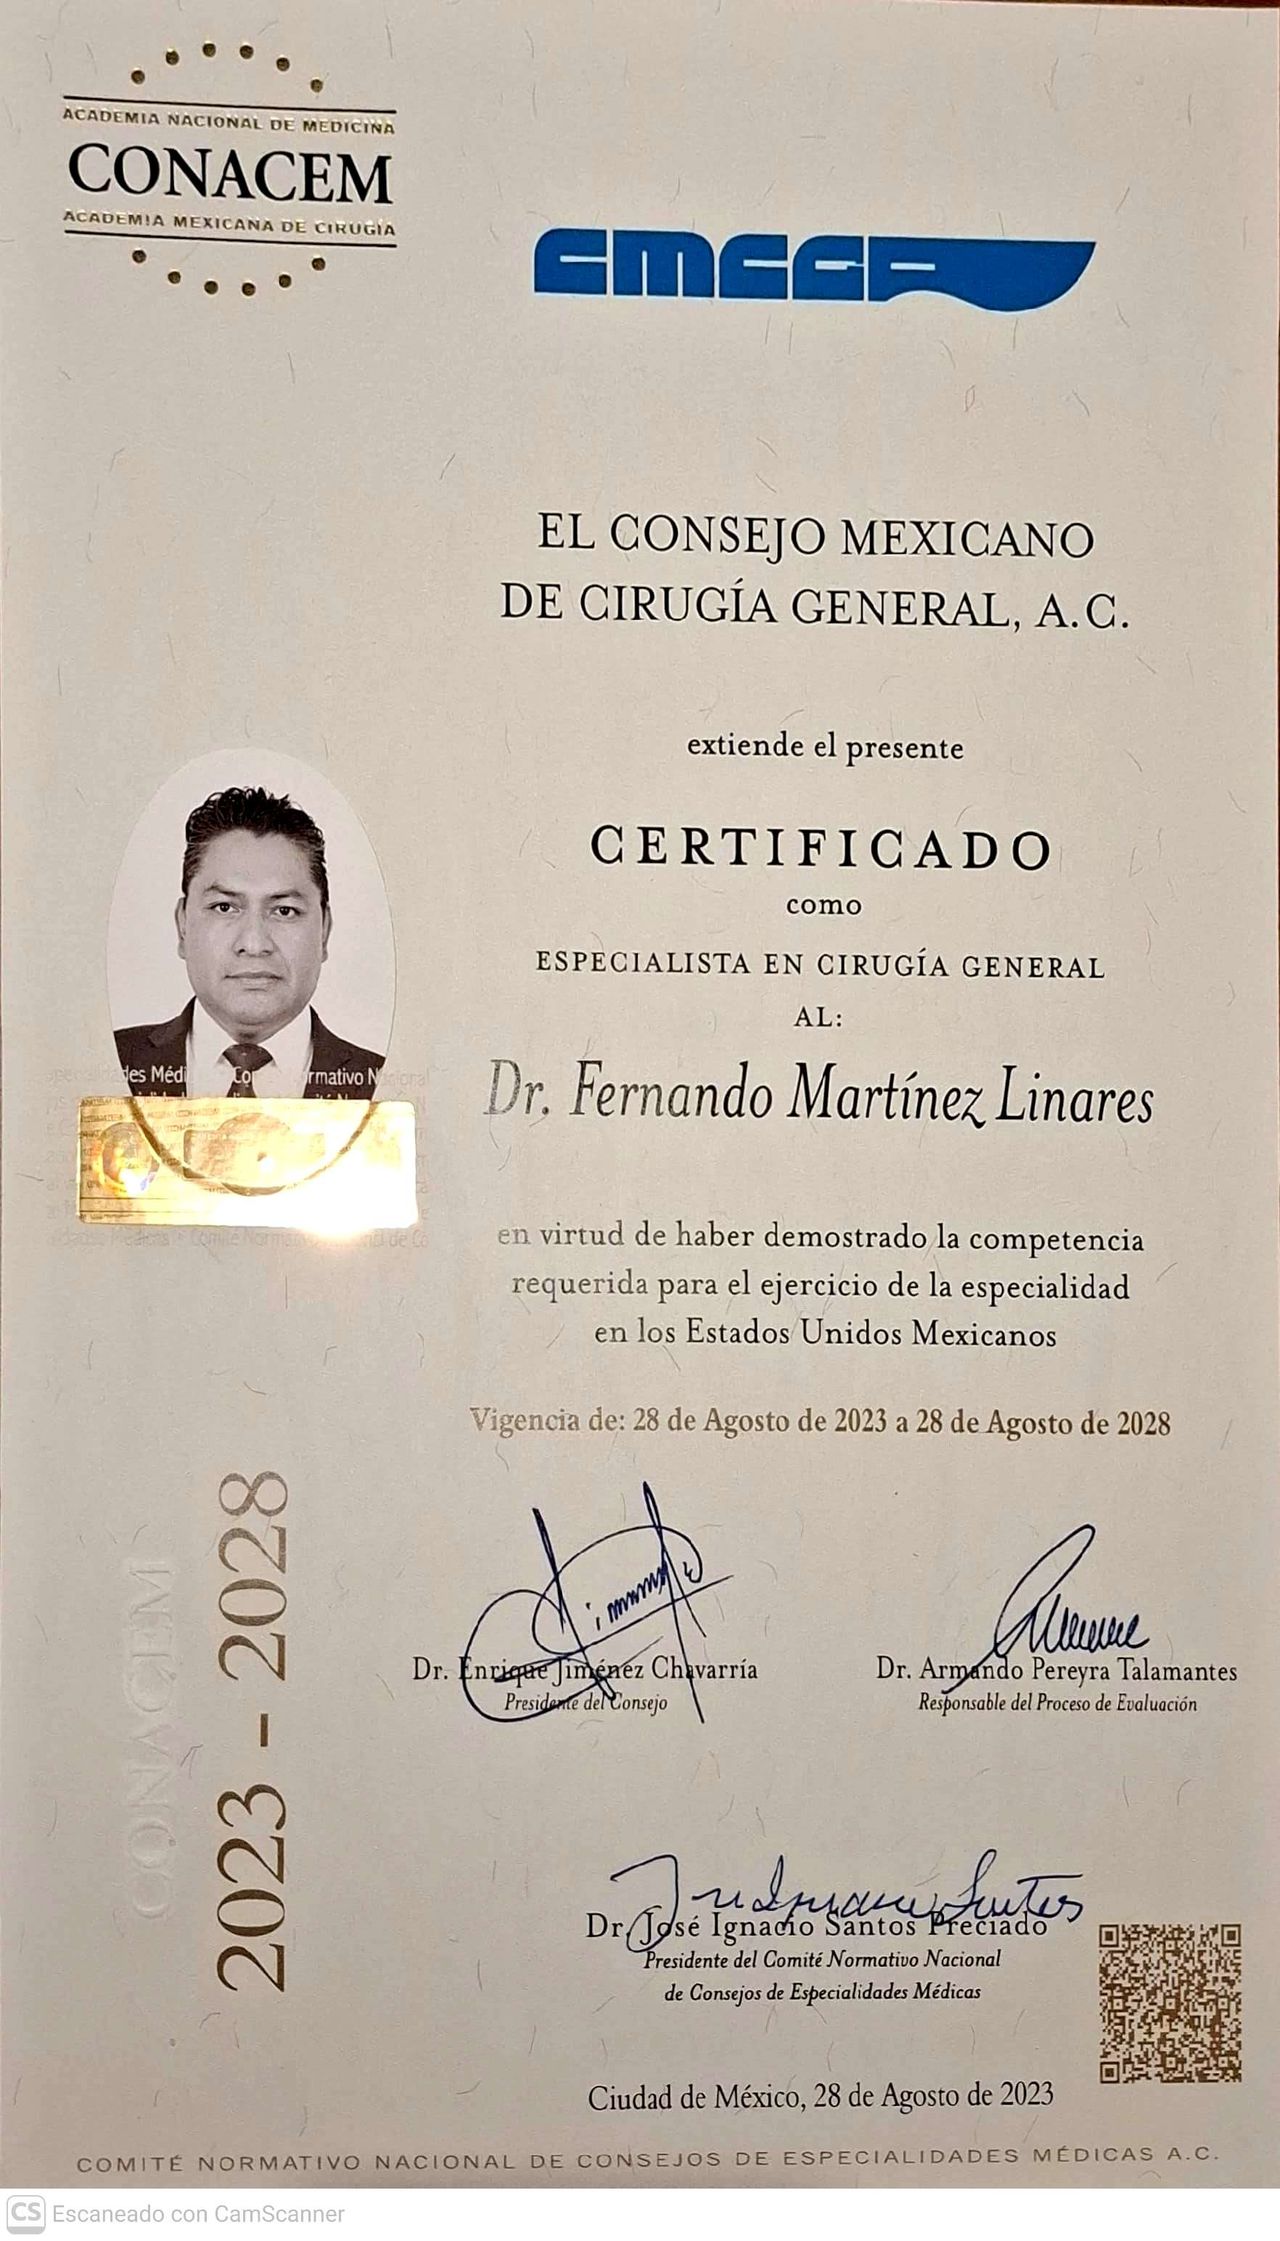 ACADEMIA NACIONAL DE MEDICINA
CONACEM
ACADEMIA MEXICANA DE CIRUGÍA
CMCG
EL CONSEJO MEXICANO
DE CIRUGÍA GENERAL, A.C.
extiende el presente
CERTIFICADO
como
ESPECIALISTA EN CIRUGÍA GENERAL
AL:
Dr. Fernando Martínez Linares
en virtud de haber demostrado la competencia
requerida para el ejercicio de la especialidad
en los Estados Unidos Mexicanos
Vigencia de: 28 de Agosto de 2023 a 28 de Agosto de 2028
CONACEM
2023 - 2028
Dr. Enrique Jiménez Chavarría
Presidente del Consejo
Dr. Armando Pereyra Talamantes
Responsable del Proceso de Evaluación
Dr. José Ignacio Santos Preciado
Presidente del Comité Normativo Nacional
de Consejos de Especialidades Médicas
Ciudad de México, 28 de Agosto de 2023
COMITÉ NORMATIVO NACIONAL DE CONSEJOS DE ESPECIALIDADES MÉDICAS A.C.
CS Escaneado con CamScanner